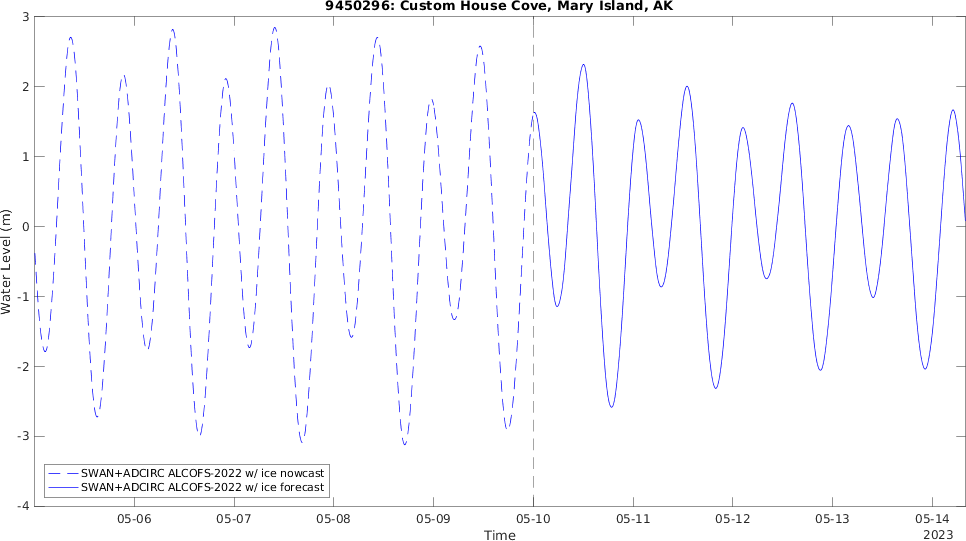 9450296: Custom House Cove, Mary Island, AK
3
2
1
0
-1
-2
-3
-4
Water Level (m)
SWAN+ADCIRC ALCOFS-2022 w/ ice nowcast
SWAN+ADCIRC ALCOFS-2022 w/ ice forecast
05-06 05-07 05-08 05-09 05-10 05-11 05-12 05-13 05-14
Time
2023